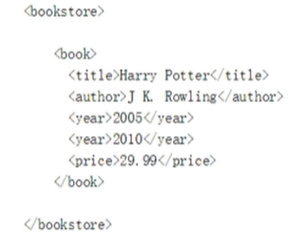 <bookstore>
<book>
<title>Harry Potter</title>
<author>J K. Rowling</author>
<year>2005</year>
<year>2010</year>
<price>29.99</price>
</book>
</bookstore>